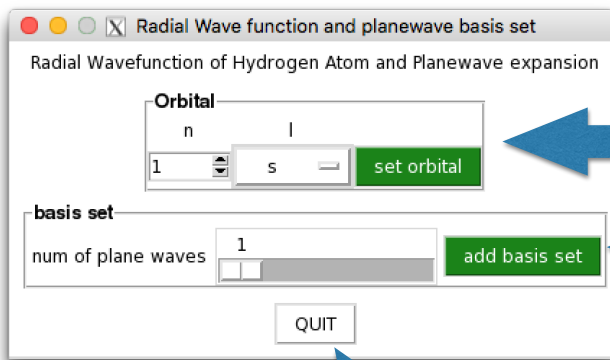 X Radial Wave function and planewave basis set
Radial Wavefunction of Hydrogen Atom and Planewave expansion
Orbital
n l
1 s set orbital
basis set
1
num of plane waves add basis set
QUIT